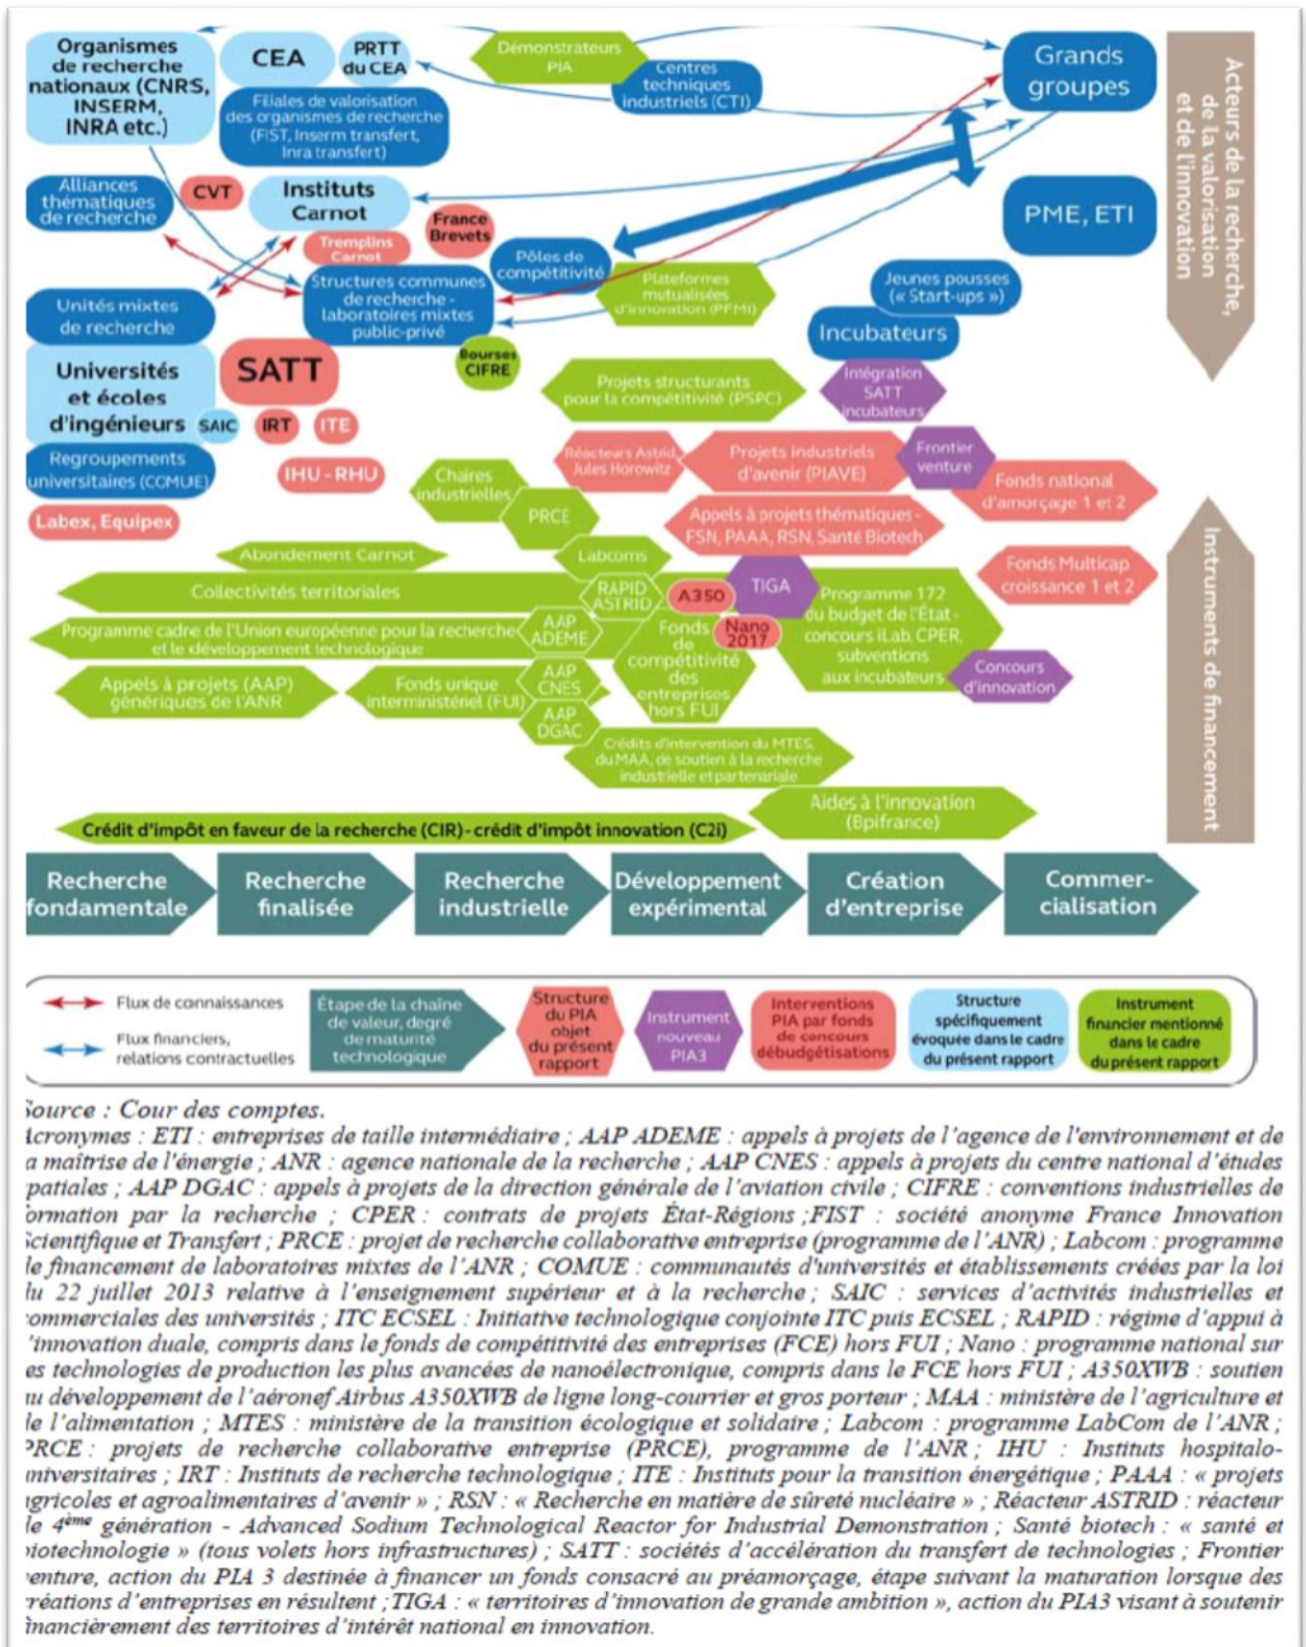 Organismes
de recherche
nationaux (CNRS,
INSERM,
INRA etc.)
CEA
PRTT
du CEA
Démonstrateurs
PIA
Centres
techniques
industriels (CTI)
Grands
groupes
Filiales de valorisation
des organismes de recherche
(FIST, Inserm transfert,
Inra transfert)
Acteurs de la recherche,
de la valorisation
et de l'innovation
Alliances
thématiques
de recherche
CVT
Instituts
Carnot
France
Brevets
Tremplins
Carnot
PME, ETI
Pôles de
compétitivité
Structures communes
de recherche -
laboratoires mixtes
public-privé
Plateformes
mutualisées
d'innovation (PFMI)
Jeunes pousses
(« Start-ups »)
Incubateurs
Unités mixtes
de recherche
Universités
et écoles
d'ingénieurs
SATT
Bourses
CIFRE
Projets structurants
pour la compétitivité (PSPC)
Intégration
SATT
incubateurs
SAIC
IRT
ITE
Regroupements
universitaires (COMUE)
IHU - RHU
Labex, Equipex
Chaires
industrielles
PRCE
Réacteurs Astrid,
Jules Horowitz
Projets industriels
d'avenir (PIAVE)
Frontier
venture
Fonds national
d'amorçage 1 et 2
Appels à projets thématiques -
FSN, PAAA, RSN, Santé Biotech
Instruments de financement
Abondement Carnot
Labcoms
Fonds Multicap
croissance 1 et 2
Collectivités territoriales
RAPID
ASTRID
A350
TIGA
Programme 172
du budget de l'État -
concours iLab, CPER,
subventions
aux incubateurs
Programme cadre de l'Union européenne pour la recherche
et le développement technologique
AAP
ADEME
Fonds
de
compétitivité
des
entreprises
hors FUI
Nano
2017
Concours
d'innovation
Appels à projets (AAP)
génériques de l'ANR
Fonds unique
interministériel (FUI)
AAP
CNES
AAP
DGAC
Crédits d'intervention du MTES,
du MAA, de soutien à la recherche
industrielle et partenariale
Aides à l'innovation
(Bpifrance)
Crédit d'impôt en faveur de la recherche (CIR) - crédit d'impôt innovation (C2i)
Recherche
fondamentale
Recherche
finalisée
Recherche
industrielle
Développement
expérimental
Création
d'entreprise
Commer-
cialisation
Flux de connaissances
Flux financiers,
relations contractuelles
Étape de la chaîne
de valeur, degré
de maturité
technologique
Structure
du PIA
objet
du présent
rapport
Instrument
nouveau
PIA3
Interventions
PIA par fonds
de concours
débudgétisations
Structure
spécifiquement
évoquée dans le cadre
du présent rapport
Instrument
financier mentionné
dans le cadre
du présent rapport
Source : Cour des comptes.
Acronymes : ETI : entreprises de taille intermédiaire ; AAP ADEME : appels à projets de l'agence de l'environnement et de
a maîtrise de l'énergie ; ANR : agence nationale de la recherche ; AAP CNES : appels à projets du centre national d'études
patiales ; AAP DGAC : appels à projets de la direction générale de l'aviation civile ; CIFRE : conventions industrielles de
ormation par la recherche ; CPER : contrats de projets État-Régions ;FIST : société anonyme France Innovation
Scientifique et Transfert ; PRCE : projet de recherche collaborative entreprise (programme de l'ANR) ; Labcom : programme
de financement de laboratoires mixtes de l'ANR ; COMUE : communautés d'universités et établissements créées par la loi
du 22 juillet 2013 relative à l'enseignement supérieur et à la recherche ; SAIC : services d'activités industrielles et
commerciales des universités ; ITC ECSEL : Initiative technologique conjointe ITC puis ECSEL ; RAPID : régime d'appui à
'innovation duale, compris dans le fonds de compétitivité des entreprises (FCE) hors FUI ; Nano : programme national sur
es technologies de production les plus avancées de nanoélectronique, compris dans le FCE hors FUI ; A350XWB : soutien
au développement de l'aéronef Airbus A350XWB de ligne long-courrier et gros porteur ; MAA : ministère de l'agriculture et
de l'alimentation ; MTES : ministère de la transition écologique et solidaire ; Labcom : programme LabCom de l'ANR ;
PRCE : projets de recherche collaborative entreprise (PRCE), programme de l'ANR ; IHU : Instituts hospitalo-
universitaires ; IRT : Instituts de recherche technologique ; ITE : Instituts pour la transition énergétique ; PAAA : « projets
agricoles et agroalimentaires d'avenir » ; RSN : « Recherche en matière de sûreté nucléaire » ; Réacteur ASTRID : réacteur
de 4ème génération - Advanced Sodium Technological Reactor for Industrial Demonstration ; Santé biotech : « santé et
biotechnologie » (tous volets hors infrastructures) ; SATT : sociétés d'accélération du transfert de technologies ; Frontier
venture, action du PIA 3 destinée à financer un fonds consacré au préamorçage, étape suivant la maturation lorsque des
créations d'entreprises en résultent ; TIGA : « territoires d'innovation de grande ambition », action du PIA3 visant à soutenir
financièrement des territoires d'intérêt national en innovation.